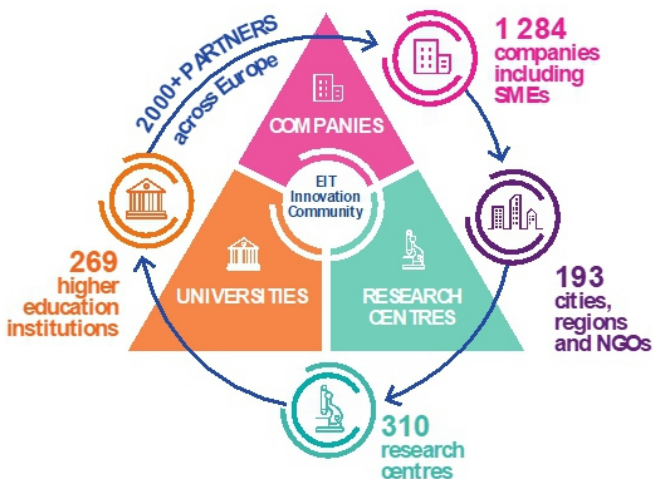 2000+ PARTNERS
across Europe
1 284
companies
including
SMEs
COMPANIES
EIT
Innovation
Community
269
higher
education
institutions
UNIVERSITIES
RESEARCH
CENTRES
193
cities,
regions
and NGOs
310
research
centres